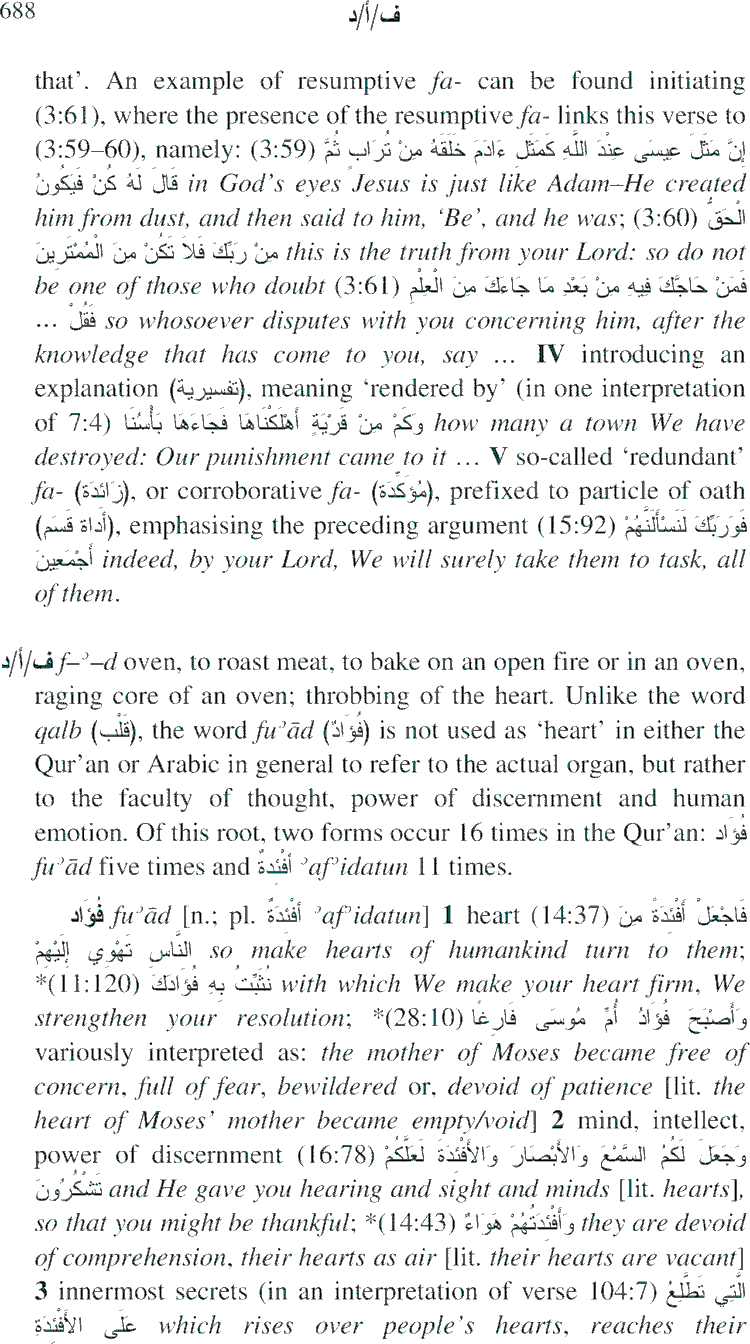 688
ف/أ/د
that'. An example of resumptive fa- can be found initiating
(3:61), where the presence of the resumptive fa- links this verse to
(3:59–60), namely: (3:59) إِنَّ مَثَلَ عِيسَى عِنْدَ اللَّهِ كَمَثَلِ ءَادَمَ خَلَقَهُ مِنْ تُرَابٍ ثُمَّ
قَالَ لَهُ كُنْ فَيَكُونُ in God's eyes Jesus is just like Adam–He created
him from dust, and then said to him, 'Be', and he was; (3:60) الْحَقُّ
مِنْ رَبِّكَ فَلاَ تَكُنْ مِنَ الْمُمْتَرِينَ this is the truth from your Lord: so do not
be one of those who doubt (3:61) فَمَنْ حَاجَّكَ فِيهِ مِنْ بَعْدِ مَا جَاءَكَ مِنَ الْعِلْمِ
فَقُلْ ... so whosoever disputes with you concerning him, after the
knowledge that has come to you, say ... IV introducing an
explanation (تفسيرية), meaning 'rendered by' (in one interpretation
of 7:4) وَكَمْ مِنْ قَرْيَةٍ أَهْلَكْنَاهَا فَجَاءَهَا بَأْسُنَا how many a town We have
destroyed: Our punishment came to it ... V so-called 'redundant'
fa- (زَائِدَة), or corroborative fa- (مُؤَكِّدَة), prefixed to particle of oath
(أَداة قَسَم), emphasising the preceding argument (15:92) فَوَرَبِّكَ لَنَسْأَلَنَّهُمْ
أَجْمَعِينَ indeed, by your Lord, We will surely take them to task, all
of them.
ف/أ/د f–ʾ–d oven, to roast meat, to bake on an open fire or in an oven,
raging core of an oven; throbbing of the heart. Unlike the word
qalb (قَلْب), the word fuʾād (فُؤَادٌ) is not used as 'heart' in either the
Qur'an or Arabic in general to refer to the actual organ, but rather
to the faculty of thought, power of discernment and human
emotion. Of this root, two forms occur 16 times in the Qur'an: فُؤَاد
fuʾād five times and أَفْئِدةٌ ʾafʾidatun 11 times.
فُؤَاد fuʾād [n.; pl. أَفْئِدَةٌ ʾafʾidatun] 1 heart (14:37) فَاجْعَلْ أَفْئِدَةً مِنَ
النَّاسِ تَهْوِي إِلَيْهِمْ so make hearts of humankind turn to them;
*(11:120) نُثَبِّتُ بِهِ فُؤَادَكَ with which We make your heart firm, We
strengthen your resolution; *(28:10) وَأَصْبَحَ فُؤَادُ أُمِّ مُوسَى فَارِغًا
variously interpreted as: the mother of Moses became free of
concern, full of fear, bewildered or, devoid of patience [lit. the
heart of Moses' mother became empty/void] 2 mind, intellect,
power of discernment (16:78) وَجَعَلَ لَكُمُ السَّمْعَ وَالأَبْصَارَ وَالأَفْئِدَةَ لَعَلَّكُمْ
تَشْكُرُونَ and He gave you hearing and sight and minds [lit. hearts],
so that you might be thankful; *(14:43) وَأَفْئِدَتُهُمْ هَوَاءٌ they are devoid
of comprehension, their hearts as air [lit. their hearts are vacant]
3 innermost secrets (in an interpretation of verse 104:7) الَّتِي تَطَّلِعُ
عَلَى الأَفْئِدَةِ which rises over people's hearts, reaches their